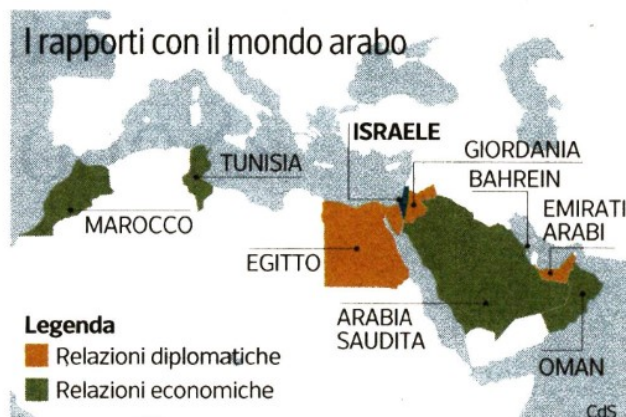 I rapporti con il mondo arabo
ISRAELE
GIORDANIA
TUNISIA
BAHREIN
EMIRATI
ARABI
MAROCCO
EGITTO
ARABIA
SAUDITA
OMAN
Legenda
Relazioni diplomatiche
Relazioni economiche
CdS